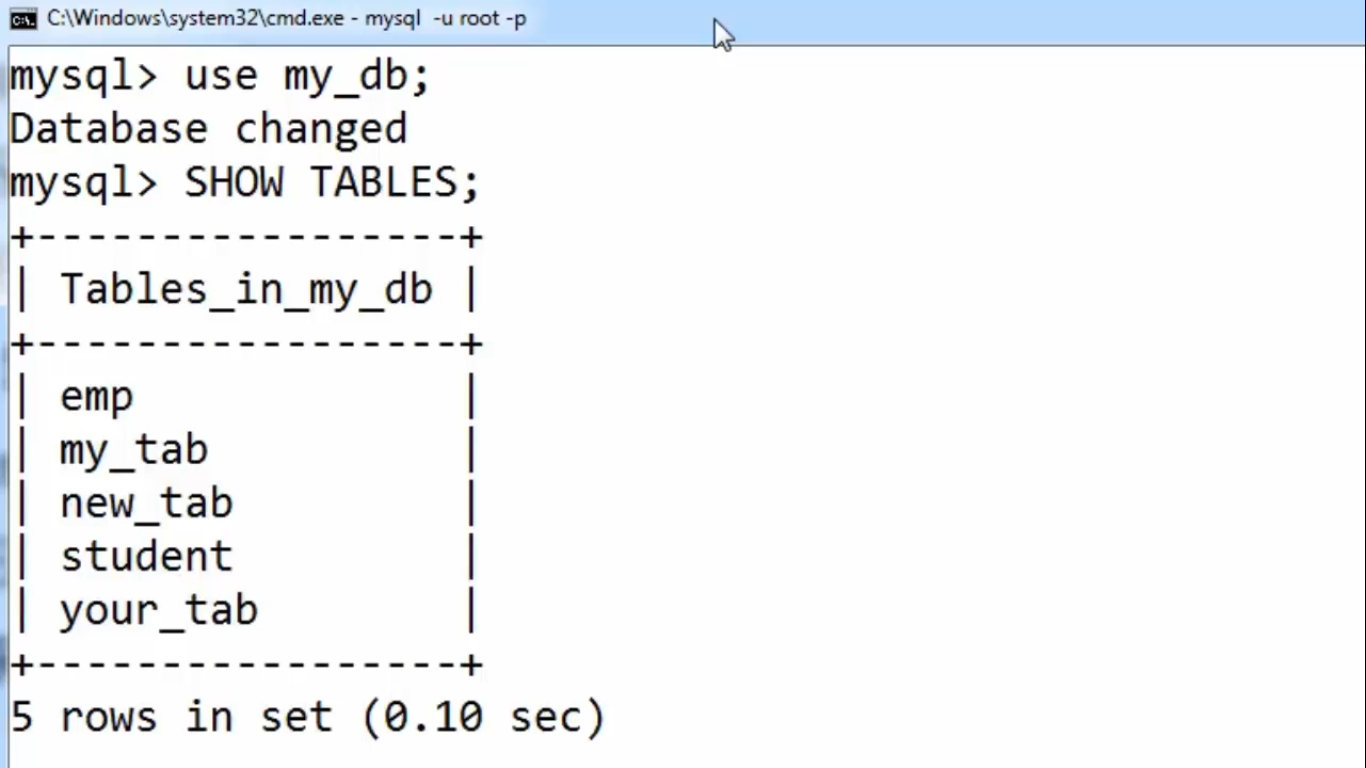 C:\Windows\system32\cmd.exe - mysql  -u root -p
mysql> use my_db;
Database changed
mysql> SHOW TABLES;
+-----------------+
| Tables_in_my_db |
+-----------------+
| emp             |
| my_tab          |
| new_tab         |
| student         |
| your_tab        |
+-----------------+
5 rows in set (0.10 sec)